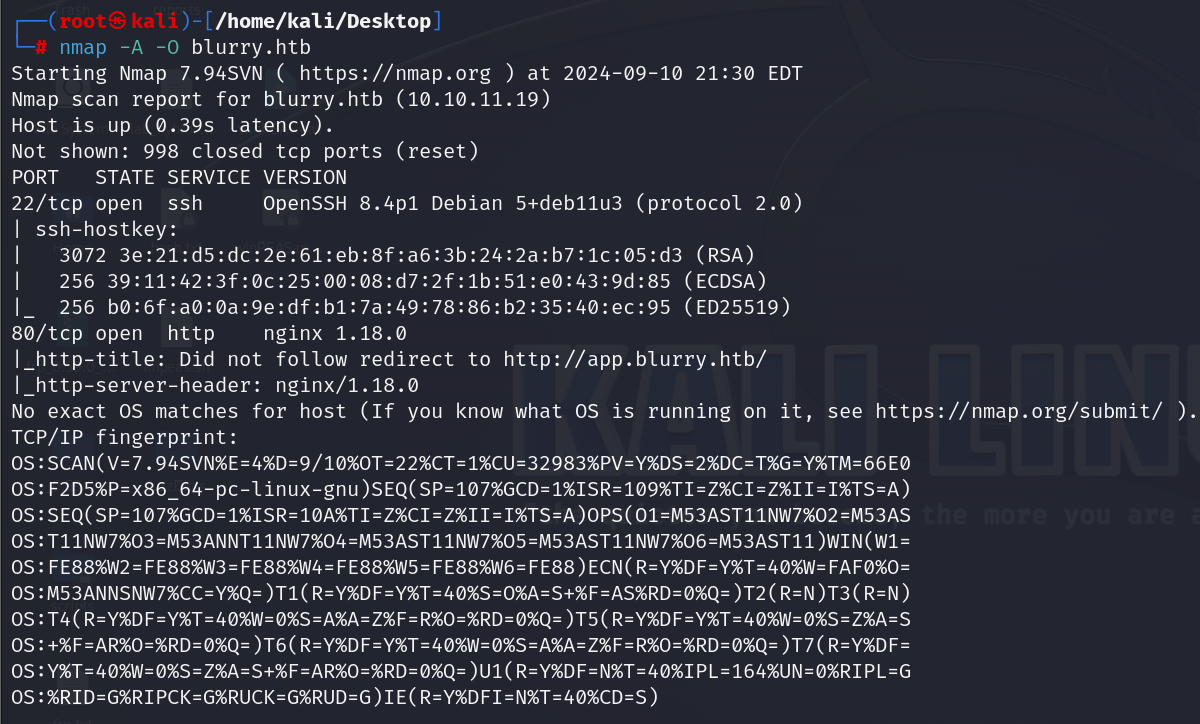 ┌──(root㉿kali)-[/home/kali/Desktop]
└─# nmap -A -O blurry.htb
Starting Nmap 7.94SVN ( https://nmap.org ) at 2024-09-10 21:30 EDT
Nmap scan report for blurry.htb (10.10.11.19)
Host is up (0.39s latency).
Not shown: 998 closed tcp ports (reset)
PORT   STATE SERVICE VERSION
22/tcp open  ssh     OpenSSH 8.4p1 Debian 5+deb11u3 (protocol 2.0)
| ssh-hostkey:
|   3072 3e:21:d5:dc:2e:61:eb:8f:a6:3b:24:2a:b7:1c:05:d3 (RSA)
|   256 39:11:42:3f:0c:25:00:08:d7:2f:1b:51:e0:43:9d:85 (ECDSA)
|_  256 b0:6f:a0:0a:9e:df:b1:7a:49:78:86:b2:35:40:ec:95 (ED25519)
80/tcp open  http    nginx 1.18.0
|_http-title: Did not follow redirect to http://app.blurry.htb/
|_http-server-header: nginx/1.18.0
No exact OS matches for host (If you know what OS is running on it, see https://nmap.org/submit/ ).
TCP/IP fingerprint:
OS:SCAN(V=7.94SVN%E=4%D=9/10%OT=22%CT=1%CU=32983%PV=Y%DS=2%DC=T%G=Y%TM=66E0
OS:F2D5%P=x86_64-pc-linux-gnu)SEQ(SP=107%GCD=1%ISR=109%TI=Z%CI=Z%II=I%TS=A)
OS:SEQ(SP=107%GCD=1%ISR=10A%TI=Z%CI=Z%II=I%TS=A)OPS(O1=M53AST11NW7%O2=M53AS
OS:T11NW7%O3=M53ANNT11NW7%O4=M53AST11NW7%O5=M53AST11NW7%O6=M53AST11)WIN(W1=
OS:FE88%W2=FE88%W3=FE88%W4=FE88%W5=FE88%W6=FE88)ECN(R=Y%DF=Y%T=40%W=FAF0%O=
OS:M53ANNSNW7%CC=Y%Q=)T1(R=Y%DF=Y%T=40%S=O%A=S+%F=AS%RD=0%Q=)T2(R=N)T3(R=N)
OS:T4(R=Y%DF=Y%T=40%W=0%S=A%A=Z%F=R%O=%RD=0%Q=)T5(R=Y%DF=Y%T=40%W=0%S=Z%A=S
OS:+%F=AR%O=%RD=0%Q=)T6(R=Y%DF=Y%T=40%W=0%S=A%A=Z%F=R%O=%RD=0%Q=)T7(R=Y%DF=
OS:Y%T=40%W=0%S=Z%A=S+%F=AR%O=%RD=0%Q=)U1(R=Y%DF=N%T=40%IPL=164%UN=0%RIPL=G
OS:%RID=G%RIPCK=G%RUCK=G%RUD=G)IE(R=Y%DFI=N%T=40%CD=S)
KALI LINU
the more you are a